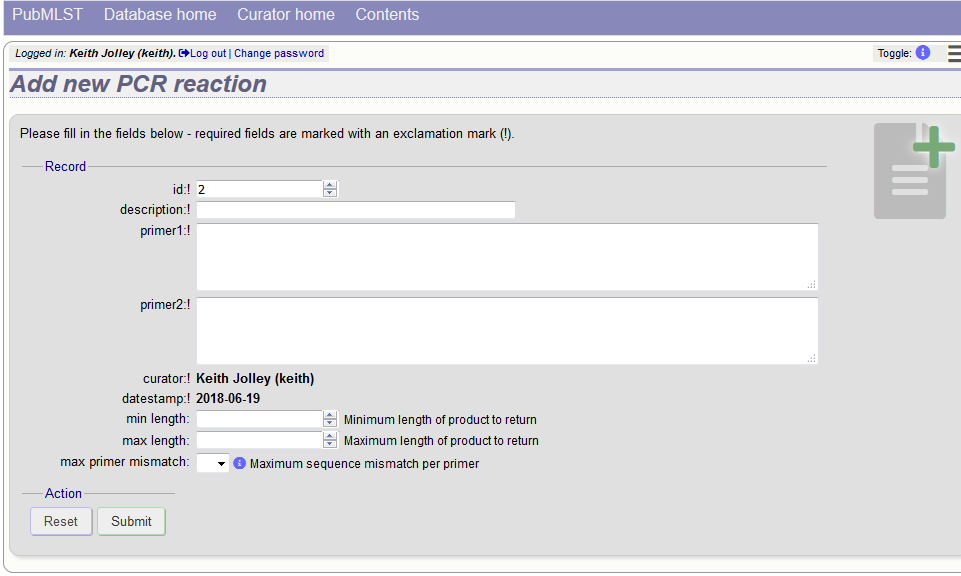 PubMLST Database home Curator home Contents
Logged in: Keith Jolley (keith). Log out | Change password Toggle: i
Add new PCR reaction
Please fill in the fields below - required fields are marked with an exclamation mark (!).
Record
id:! 2
description:!
primer1:!
primer2:!
curator:! Keith Jolley (keith)
datestamp:! 2018-06-19
min length: Minimum length of product to return
max length: Maximum length of product to return
max primer mismatch: i Maximum sequence mismatch per primer
Action
Reset Submit